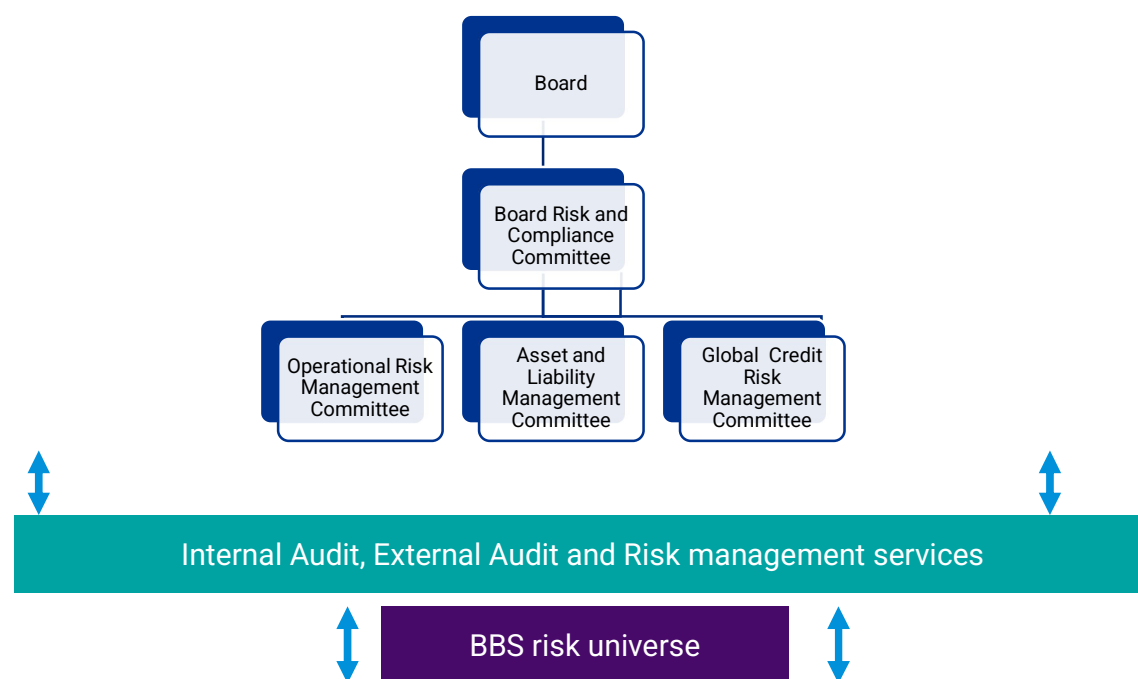 Board
Board Risk and
Compliance
Committee
Operational Risk
Management
Committee
Asset and
Liability
Management
Committee
Global Credit
Risk
Management
Committee
Internal Audit, External Audit and Risk management services
BBS risk universe